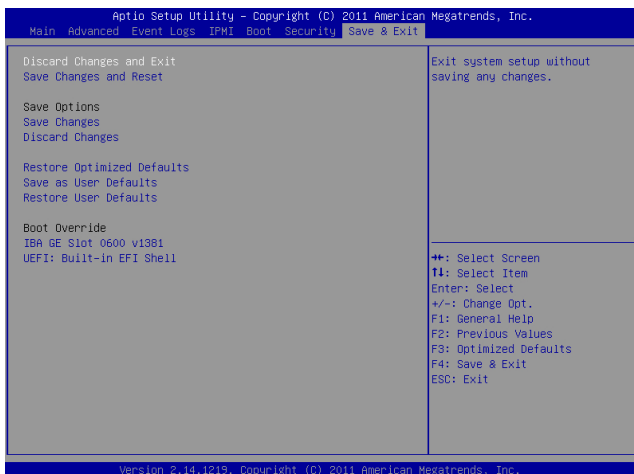 Aptio Setup Utility – Copyright (C) 2011 American Megatrends, Inc.
Main Advanced Event Logs IPMI Boot Security Save & Exit
Discard Changes and Exit
Save Changes and Reset
Save Options
Save Changes
Discard Changes
Restore Optimized Defaults
Save as User Defaults
Restore User Defaults
Boot Override
IBA GE Slot 0600 v1381
UEFI: Built-in EFI Shell
Exit system setup without
saving any changes.
→←: Select Screen
↑↓: Select Item
Enter: Select
+/-: Change Opt.
F1: General Help
F2: Previous Values
F3: Optimized Defaults
F4: Save & Exit
ESC: Exit
Version 2.14.1219. Copyright (C) 2011 American Megatrends, Inc.